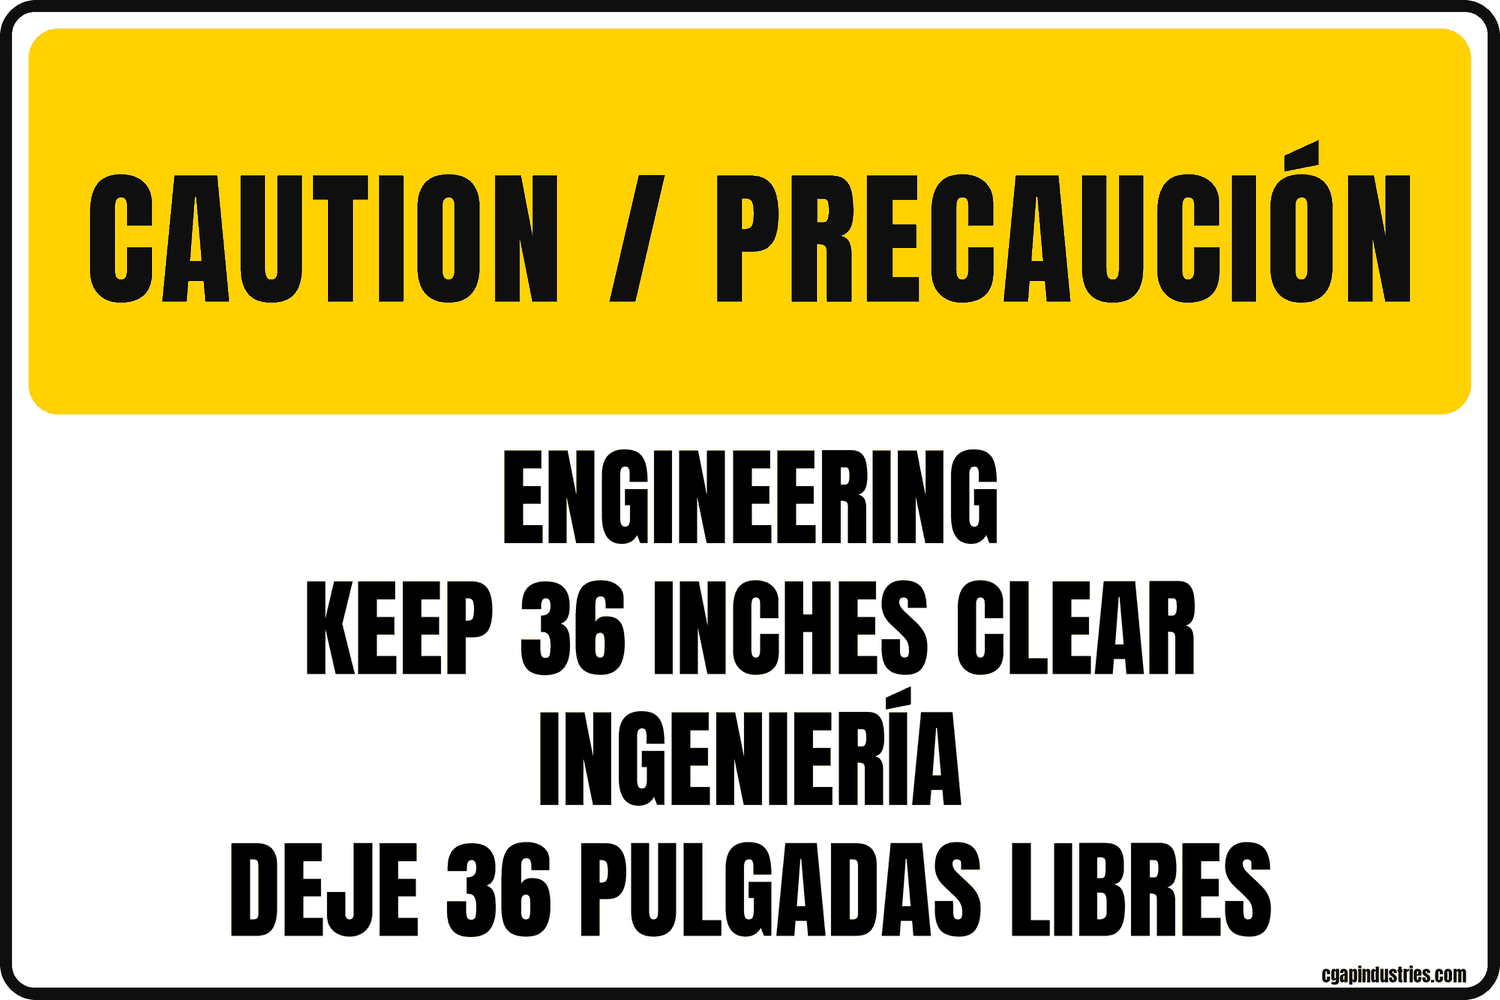 CAUTION / PRECAUCIÓN
ENGINEERING
KEEP 36 INCHES CLEAR
INGENIERÍA
DEJE 36 PULGADAS LIBRES
cgapindustries.com